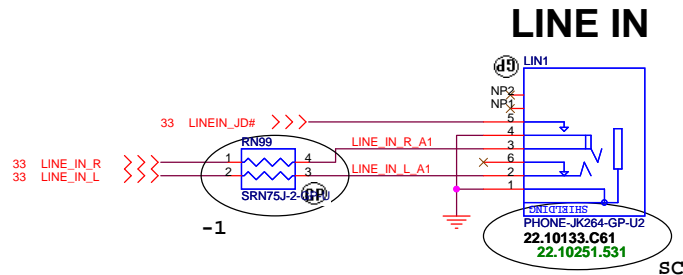 LINE IN
GP
LIN1
NP2
NP1
33 LINEIN_JD#
5
4
3
6
2
1
RN99
LINE_IN_R_A1
33 LINE_IN_R
1
4
33 LINE_IN_L
2
3
LINE_IN_L_A1
GP
-1
SHIELDING
PHONE-JK264-GP-U2
22.10133.C61
22.10251.531
SC